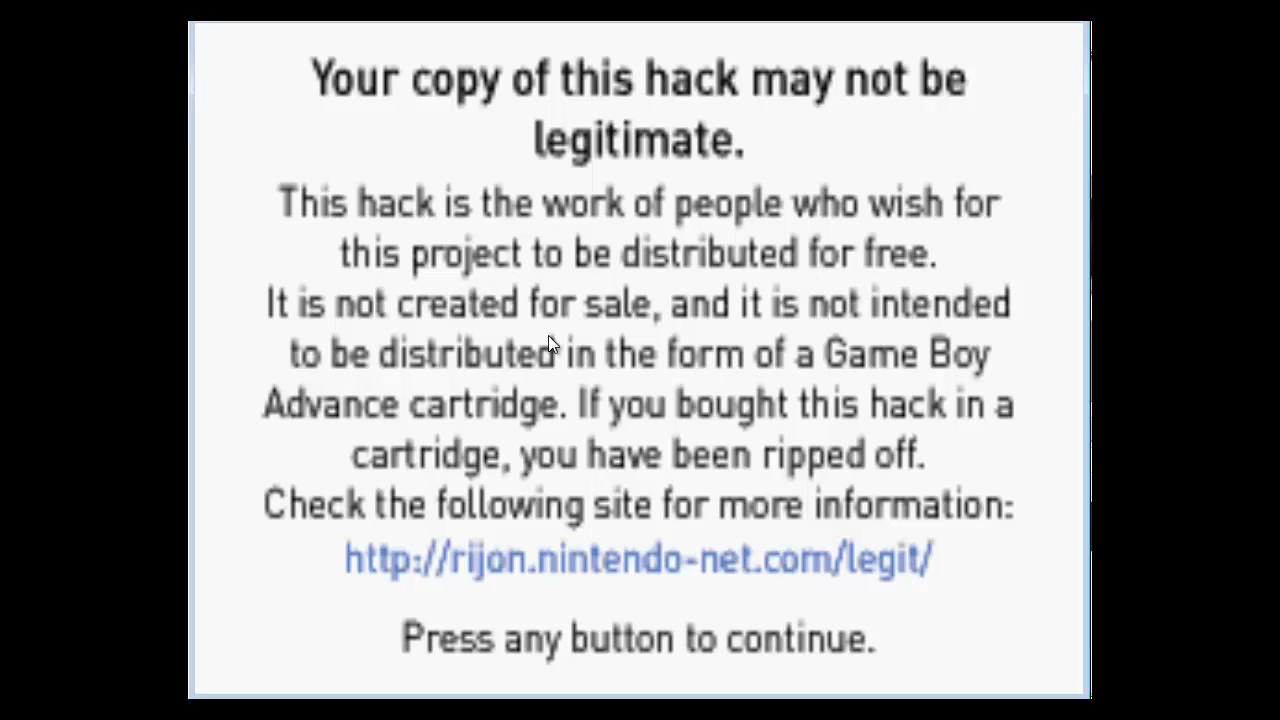 Your copy of this hack may not be
legitimate.
This hack is the work of people who wish for
this project to be distributed for free.
It is not created for sale, and it is not intended
to be distributed in the form of a Game Boy
Advance cartridge. If you bought this hack in a
cartridge, you have been ripped off.
Check the following site for more information:
http://rijon.nintendo-net.com/legit/
Press any button to continue.